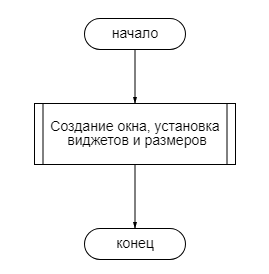 начало
Создание окна, установка
виджетов и размеров
конец